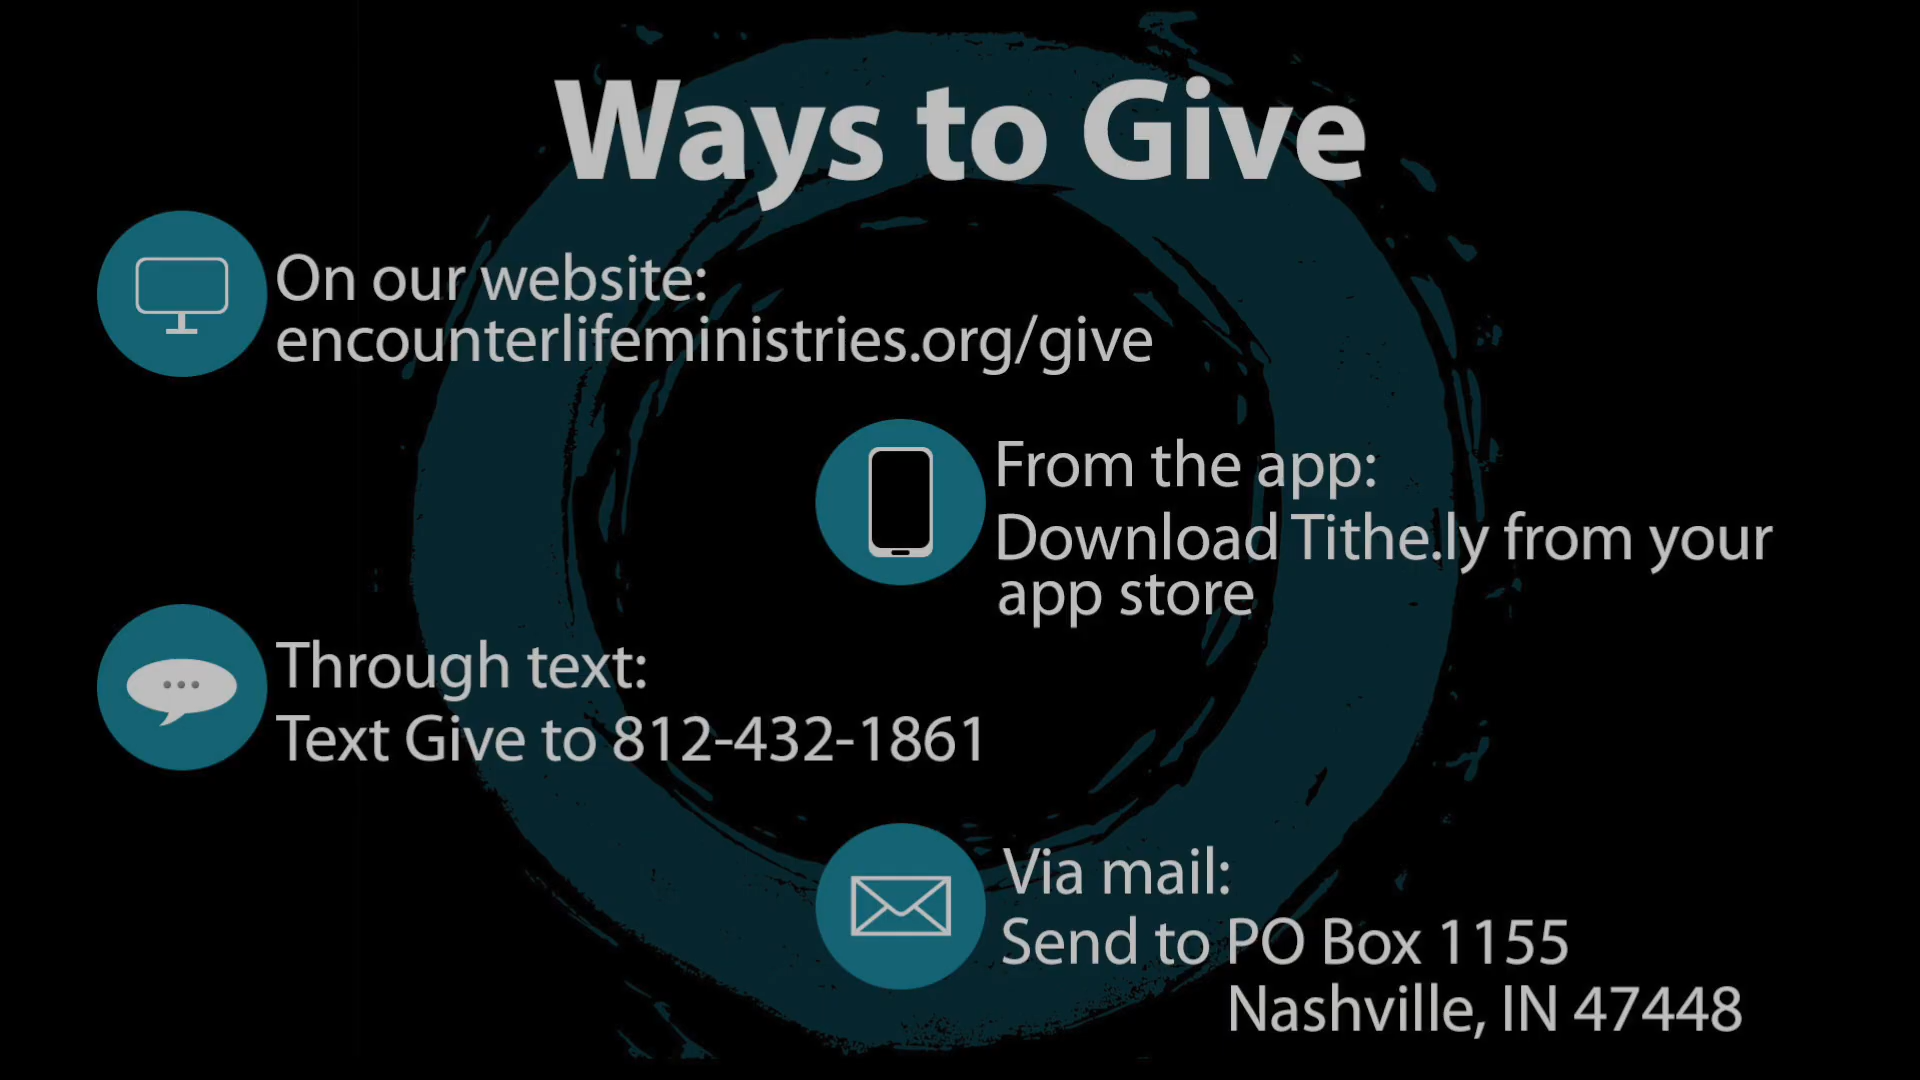 Ways to Give
On our website:
encounterlifeministries.org/give
From the app:
Download Tithe.ly from your
app store
Through text:
Text Give to 812-432-1861
Via mail:
Send to PO Box 1155
Nashville, IN 47448